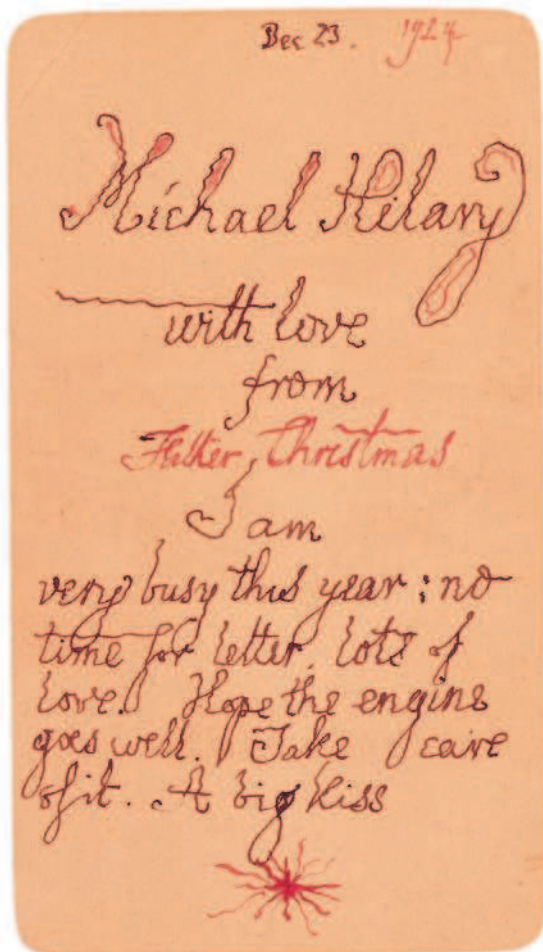 Dec 23. 1924
Michael Hilary
with love
from
Father Christmas
I am
very busy this year: no
time for letter. lots of
love. Hope the engine
goes well. Take care
of it. A big kiss